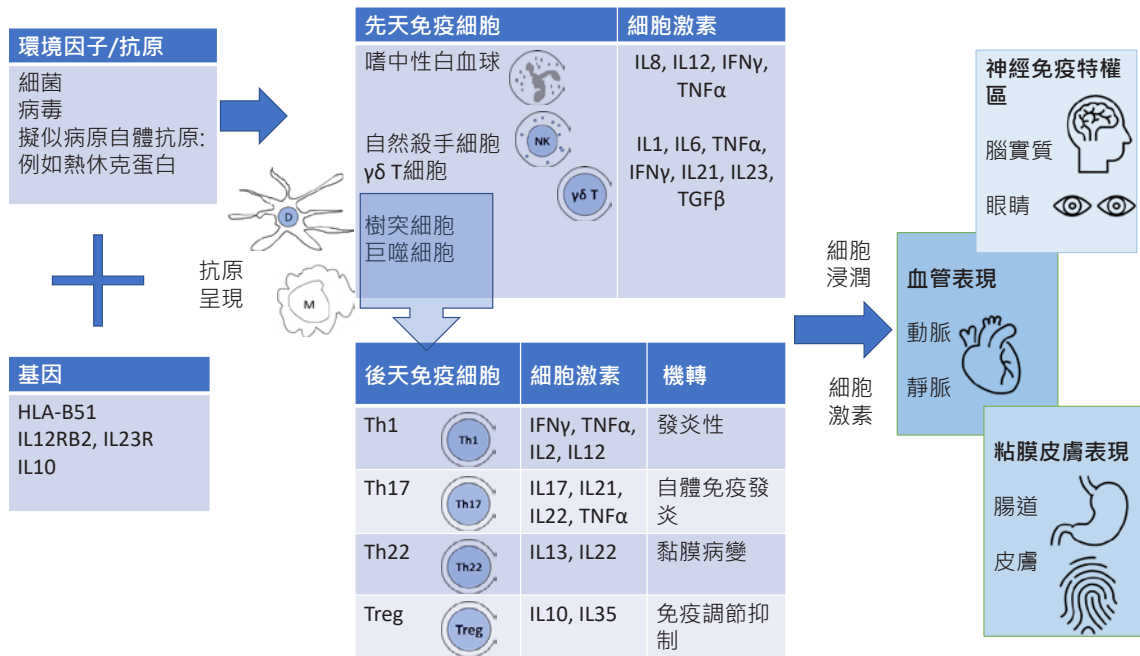 環境因子/抗原
細菌
病毒
擬似病原自體抗原:
例如熱休克蛋白
基因
HLA-B51
IL12RB2, IL23R
IL10
抗原
呈現
D
M
先天免疫細胞
細胞激素
嗜中性白血球
IL8, IL12, IFNγ,
TNFα
自然殺手細胞
γδ T細胞
NK
γδ T
IL1, IL6, TNFα,
IFNγ, IL21, IL23,
TGFβ
樹突細胞
巨噬細胞
後天免疫細胞
細胞激素
機轉
Th1
Th1
IFNγ, TNFα,
IL2, IL12
發炎性
Th17
Th17
IL17, IL21,
IL22, TNFα
自體免疫發
炎
Th22
Th22
IL13, IL22
黏膜病變
Treg
Treg
IL10, IL35
免疫調節抑
制
細胞
浸潤
細胞
激素
神經免疫特權
區
腦實質
眼睛
血管表現
動脈
靜脈
粘膜皮膚表現
腸道
皮膚